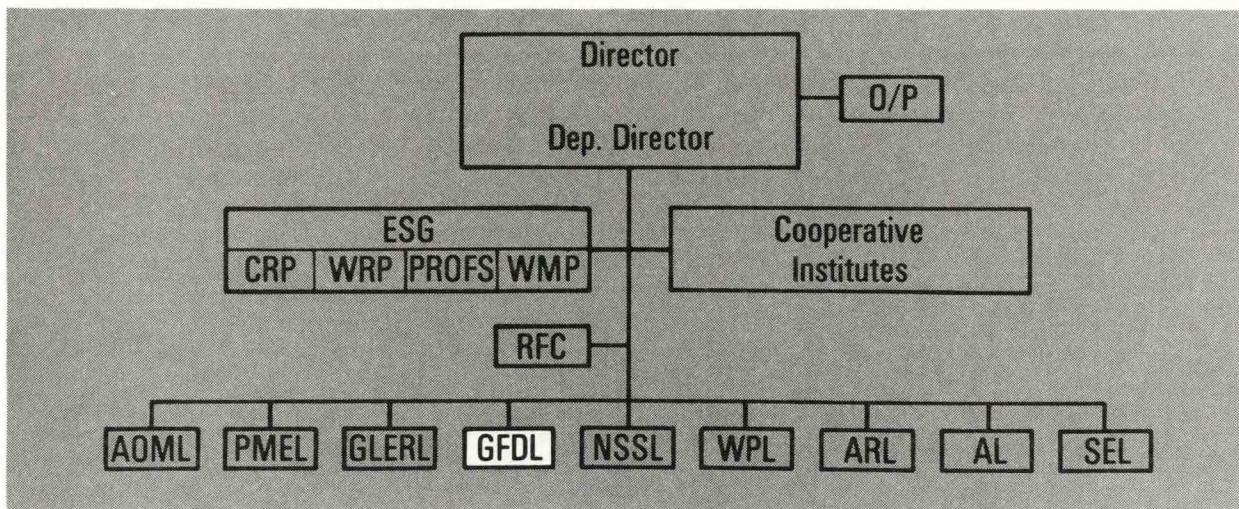 Director
O/P
Dep. Director
ESG
CRP WRP PROFS WMP
Cooperative
Institutes
RFC
AOML PMEL GLERL GFDL NSSL WPL ARL AL SEL